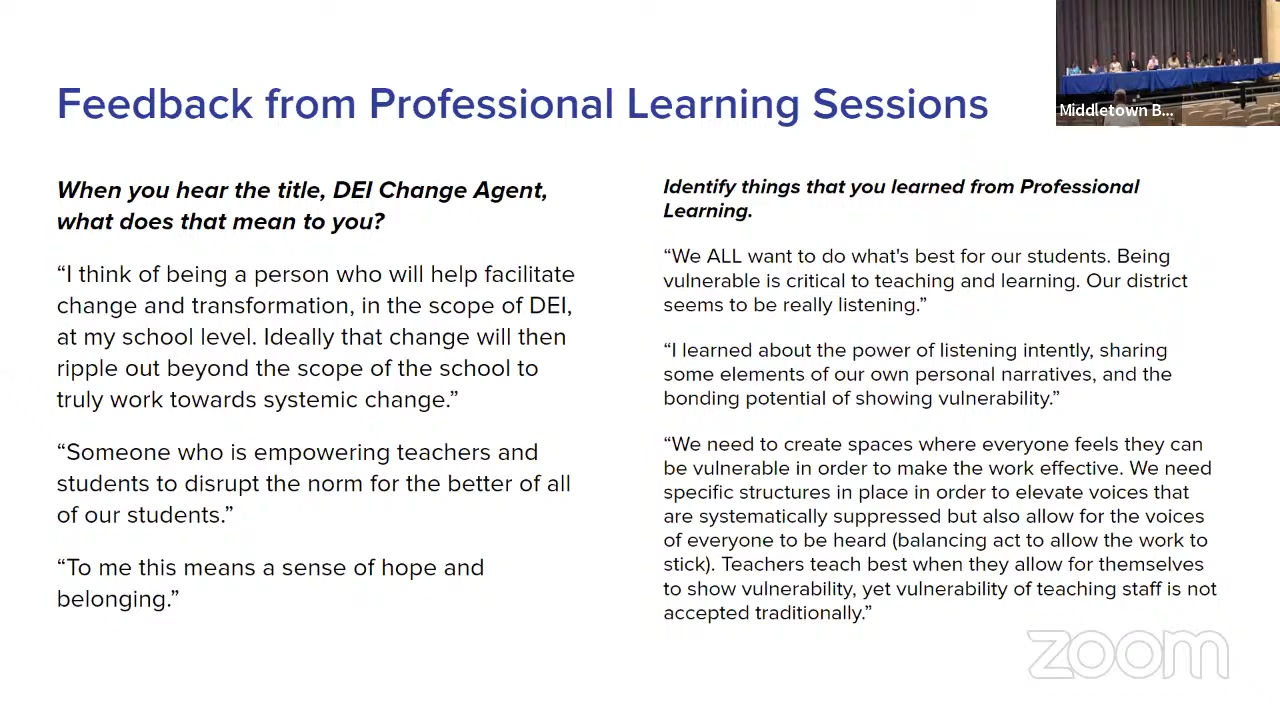 Feedback from Professional Learning Sessions
Middletown B...
When you hear the title, DEI Change Agent,
what does that mean to you?
“I think of being a person who will help facilitate
change and transformation, in the scope of DEI,
at my school level. Ideally that change will then
ripple out beyond the scope of the school to
truly work towards systemic change.”
“Someone who is empowering teachers and
students to disrupt the norm for the better of all
of our students.”
“To me this means a sense of hope and
belonging.”
Identify things that you learned from Professional
Learning.
“We ALL want to do what's best for our students. Being
vulnerable is critical to teaching and learning. Our district
seems to be really listening.”
“I learned about the power of listening intently, sharing
some elements of our own personal narratives, and the
bonding potential of showing vulnerability.”
“We need to create spaces where everyone feels they can
be vulnerable in order to make the work effective. We need
specific structures in place in order to elevate voices that
are systematically suppressed but also allow for the voices
of everyone to be heard (balancing act to allow the work to
stick). Teachers teach best when they allow for themselves
to show vulnerability, yet vulnerability of teaching staff is not
accepted traditionally.”
zoom